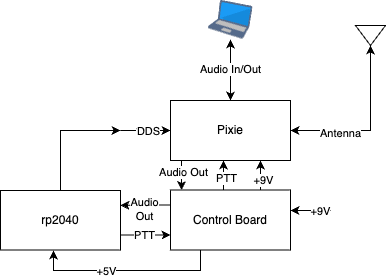 Audio In/Out
DDS
Pixie
Antenna
Audio Out
PTT
+9V
rp2040
Audio
Out
PTT
Control Board
+9V
+5V